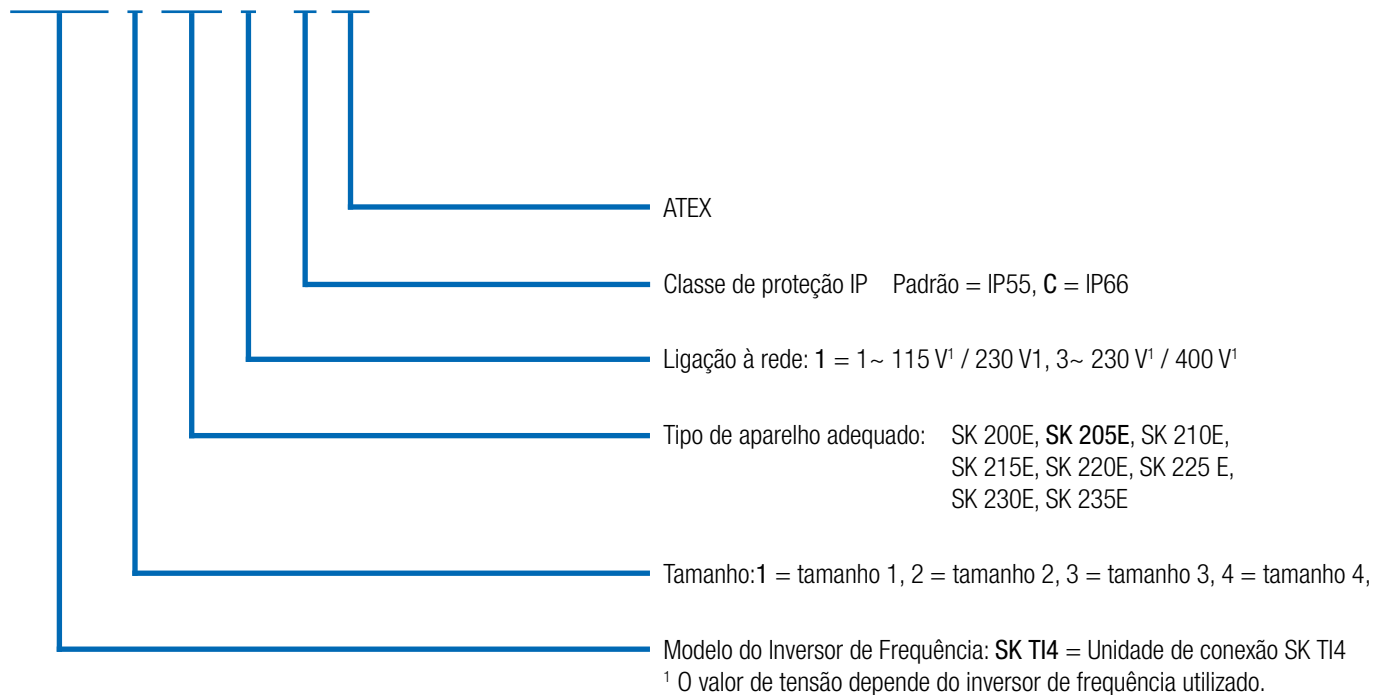 ATEX
Classe de proteção IP Padrão = IP55, C = IP66
Ligação à rede: 1 = 1~ 115 V¹ / 230 V1, 3~ 230 V¹ / 400 V¹
Tipo de aparelho adequado: SK 200E, SK 205E, SK 210E,
SK 215E, SK 220E, SK 225 E,
SK 230E, SK 235E
Tamanho:1 = tamanho 1, 2 = tamanho 2, 3 = tamanho 3, 4 = tamanho 4,
Modelo do Inversor de Frequência: SK TI4 = Unidade de conexão SK TI4
¹ O valor de tensão depende do inversor de frequência utilizado.